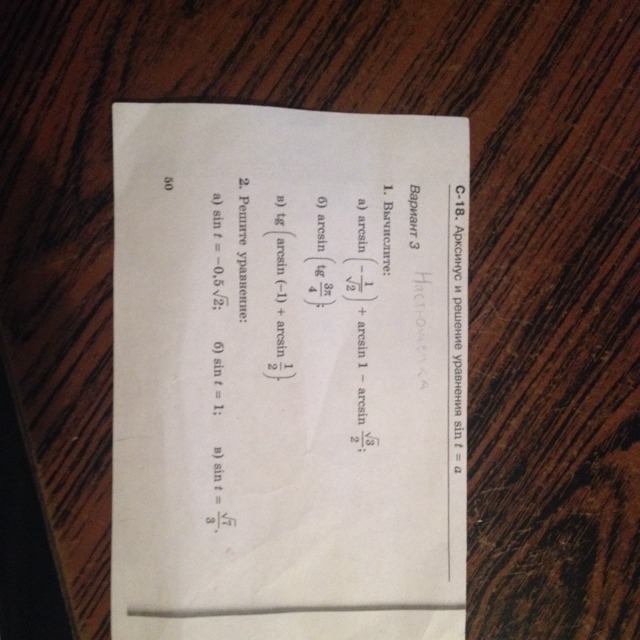 С-18. Арксинус и решение уравнения sin t = a
Вариант 3
1. Вычислите:
а) arcsin (−1/√2) + arcsin 1 − arcsin √3/2;
б) arcsin (tg 3π/4);
в) tg (arcsin (−1) + arcsin 1/2).
2. Решите уравнение:
а) sin t = −0,5√2; б) sin t = 1; в) sin t =
50